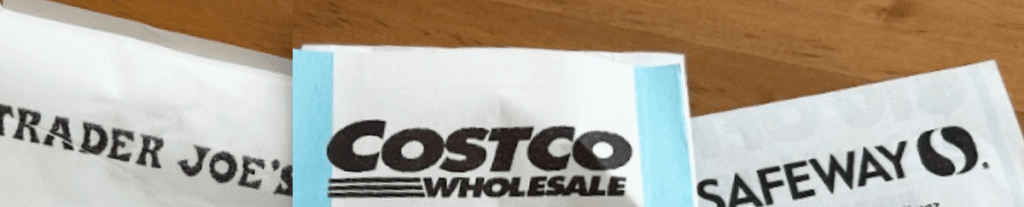 TRADER JOE'S
COSTCO
WHOLESALE
SAFEWAY